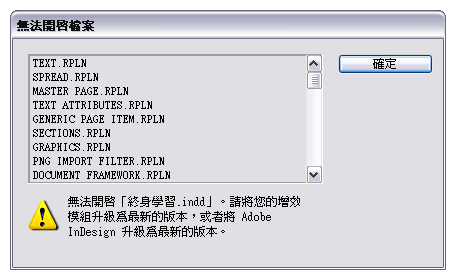 無法開啓檔案
TEXT.RPLN
SPREAD.RPLN
MASTER PAGE.RPLN
TEXT ATTRIBUTES.RPLN
GENERIC PAGE ITEM.RPLN
SECTIONS.RPLN
GRAPHICS.RPLN
PNG IMPORT FILTER.RPLN
DOCUMENT FRAMEWORK.RPLN
確定
無法開啓「終身學習.indd」。請將您的增效
模組升級爲最新的版本，或者將 Adobe
InDesign 升級爲最新的版本。